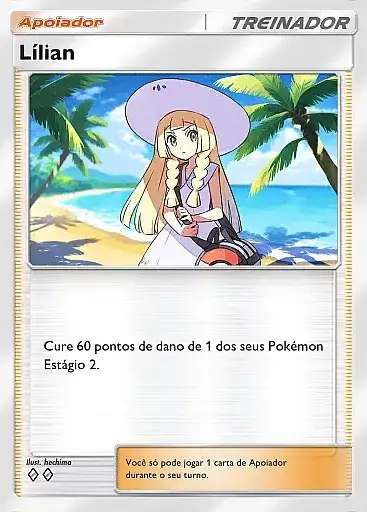 Apoiador
TREINADOR
Lílian
Cure 60 pontos de dano de 1 dos seus Pokémon
Estágio 2.
Ilust. hechima
Você só pode jogar 1 carta de Apoiador
durante o seu turno.